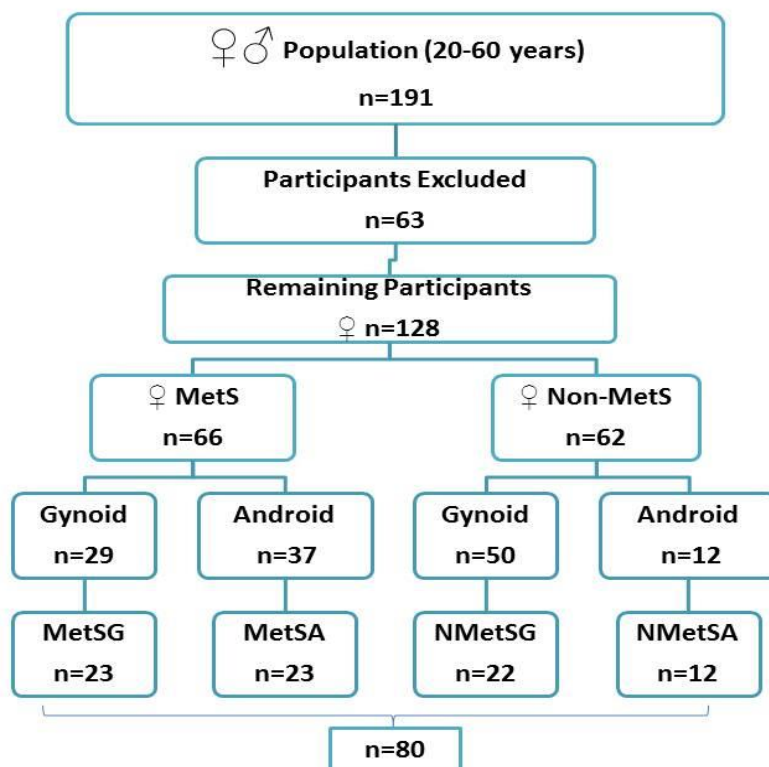 ♀♂ Population (20-60 years)
n=191
Participants Excluded
n=63
Remaining Participants
♀ n=128
♀ MetS
n=66
♀ Non-MetS
n=62
Gynoid
n=29
Android
n=37
Gynoid
n=50
Android
n=12
MetSG
n=23
MetSA
n=23
NMetSG
n=22
NMetSA
n=12
n=80